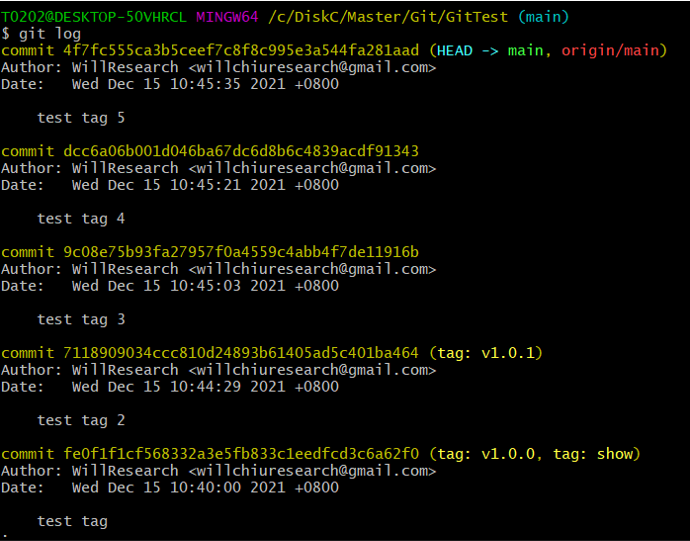 T0202@DESKTOP-50VHRCL MINGW64 /c/DiskC/Master/Git/GitTest (main)
$ git log
commit 4f7fc555ca3b5ceef7c8f8c995e3a544fa281aad (HEAD -> main, origin/main)
Author: WillResearch <willchiuresearch@gmail.com>
Date:   Wed Dec 15 10:45:35 2021 +0800
    test tag 5
commit dcc6a06b001d046ba67dc6d8b6c4839acdf91343
Author: WillResearch <willchiuresearch@gmail.com>
Date:   Wed Dec 15 10:45:21 2021 +0800
    test tag 4
commit 9c08e75b93fa27957f0a4559c4abb4f7de11916b
Author: WillResearch <willchiuresearch@gmail.com>
Date:   Wed Dec 15 10:45:03 2021 +0800
    test tag 3
commit 7118909034ccc810d24893b61405ad5c401ba464 (tag: v1.0.1)
Author: WillResearch <willchiuresearch@gmail.com>
Date:   Wed Dec 15 10:44:29 2021 +0800
    test tag 2
commit fe0f1f1cf568332a3e5fb833c1eedfcd3c6a62f0 (tag: v1.0.0, tag: show)
Author: WillResearch <willchiuresearch@gmail.com>
Date:   Wed Dec 15 10:40:00 2021 +0800
    test tag